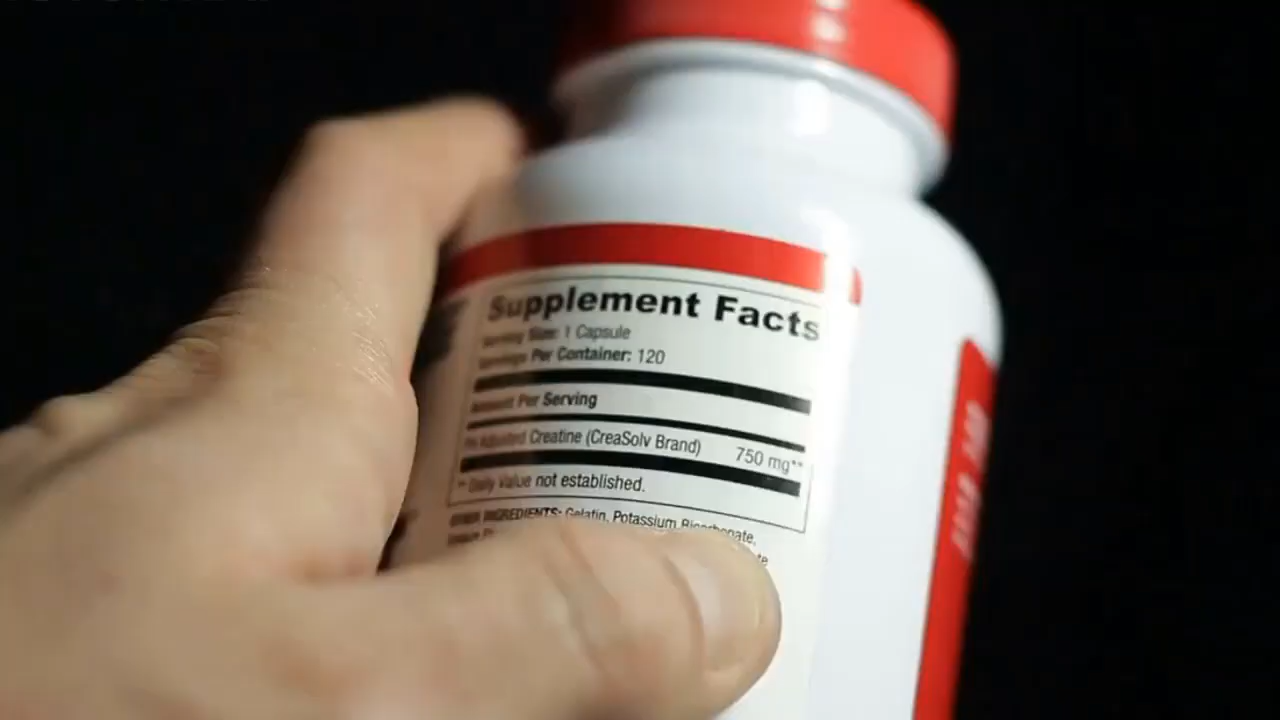 Supplement Facts
Serving Size: 1 Capsule
Servings Per Container: 120
Amount Per Serving
pH Adjusted Creatine (CreaSolv Brand) 750 mg**
* Daily Value not established.
OTHER INGREDIENTS: Gelatin, Potassium Bicarbonate,